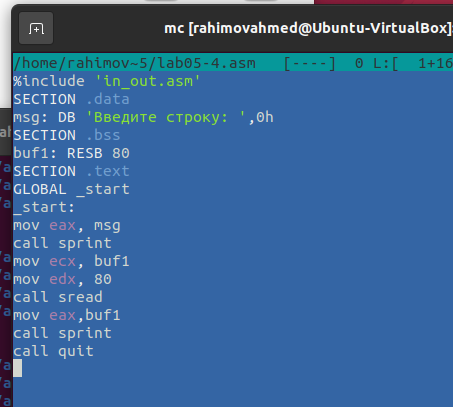 mc [rahimovahmed@Ubuntu-VirtualBox]:
/home/rahimov~5/lab05-4.asm [----] 0 L:[ 1+16
%include 'in_out.asm'
SECTION .data
msg: DB 'Введите строку: ',0h
SECTION .bss
buf1: RESB 80
SECTION .text
GLOBAL _start
_start:
mov eax, msg
call sprint
mov ecx, buf1
mov edx, 80
call sread
mov eax,buf1
call sprint
call quit